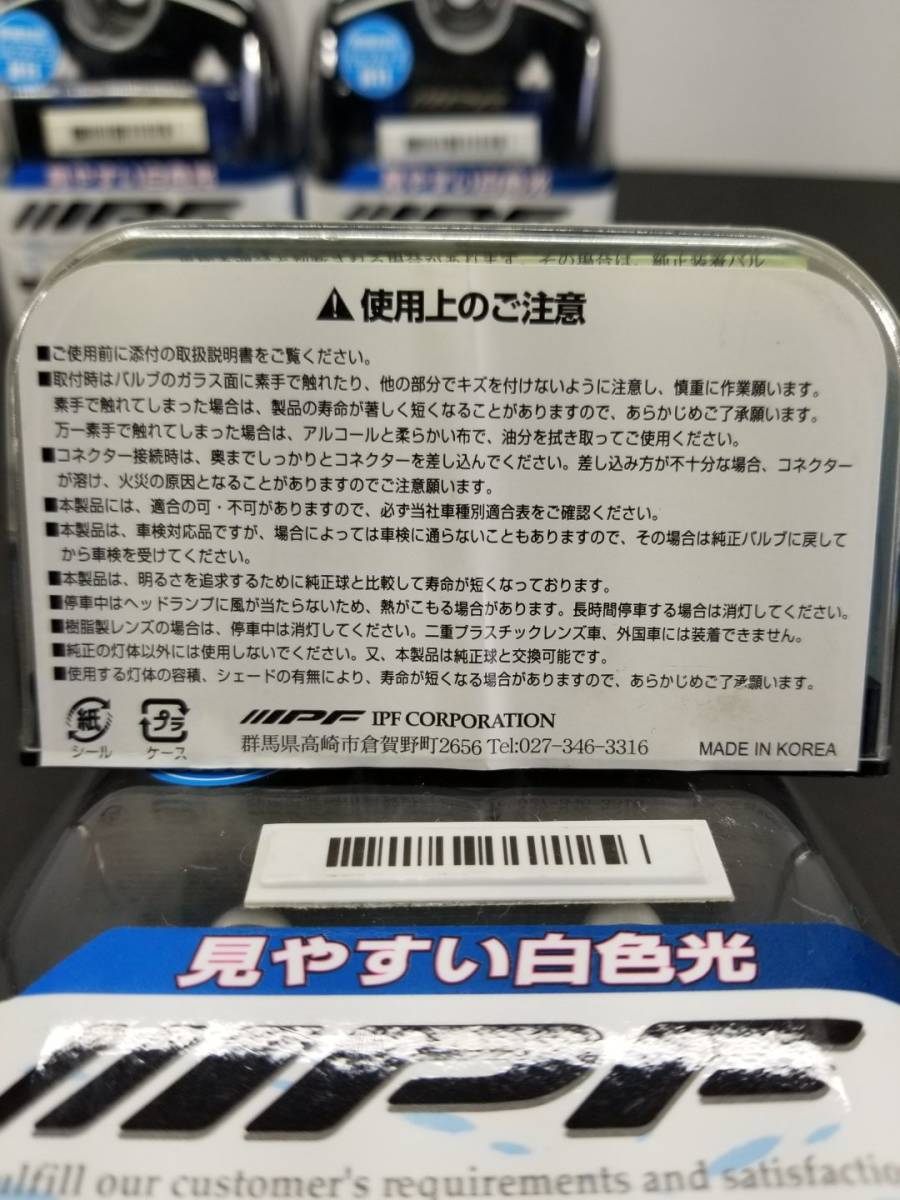 見やすい白色光
見やすい白色光
IPF
IPF
⚠使用上のご注意
■ご使用前に添付の取扱説明書をご覧ください。
■取付時はバルブのガラス面に素手で触れたり、他の部分でキズを付けないように注意し、慎重に作業願います。
素手で触れてしまった場合は、製品の寿命が著しく短くなることがありますので、あらかじめご了承願います。
万一素手で触れてしまった場合は、アルコールと柔らかい布で、油分を拭き取ってご使用ください。
■コネクター接続時は、奥までしっかりとコネクターを差し込んでください。差し込み方が不十分な場合、コネクター
が溶け、火災の原因となることがありますのでご注意願います。
■本製品には、適合の可・不可がありますので、必ず当社車種別適合表をご確認ください。
■本製品は、車検対応品ですが、場合によっては車検に通らないこともありますので、その場合は純正バルブに戻して
から車検を受けてください。
■本製品は、明るさを追求するために純正球と比較して寿命が短くなっております。
■停車中はヘッドランプに風が当たらないため、熱がこもる場合があります。長時間停車する場合は消灯してください。
■樹脂製レンズの場合は、停車中は消灯してください。二重プラスチックレンズ車、外国車には装着できません。
■純正の灯体以外には使用しないでください。又、本製品は純正球と交換可能です。
■使用する灯体の容積、シェードの有無により、寿命が短くなる場合がありますので、あらかじめご了承願います。
紙
シール
プラ
ケース
IPF IPF CORPORATION
群馬県高崎市倉賀野町2656 Tel:027-346-3316
MADE IN KOREA
見やすい白色光
IPF
ulfill our customer's requirements and satisfactio